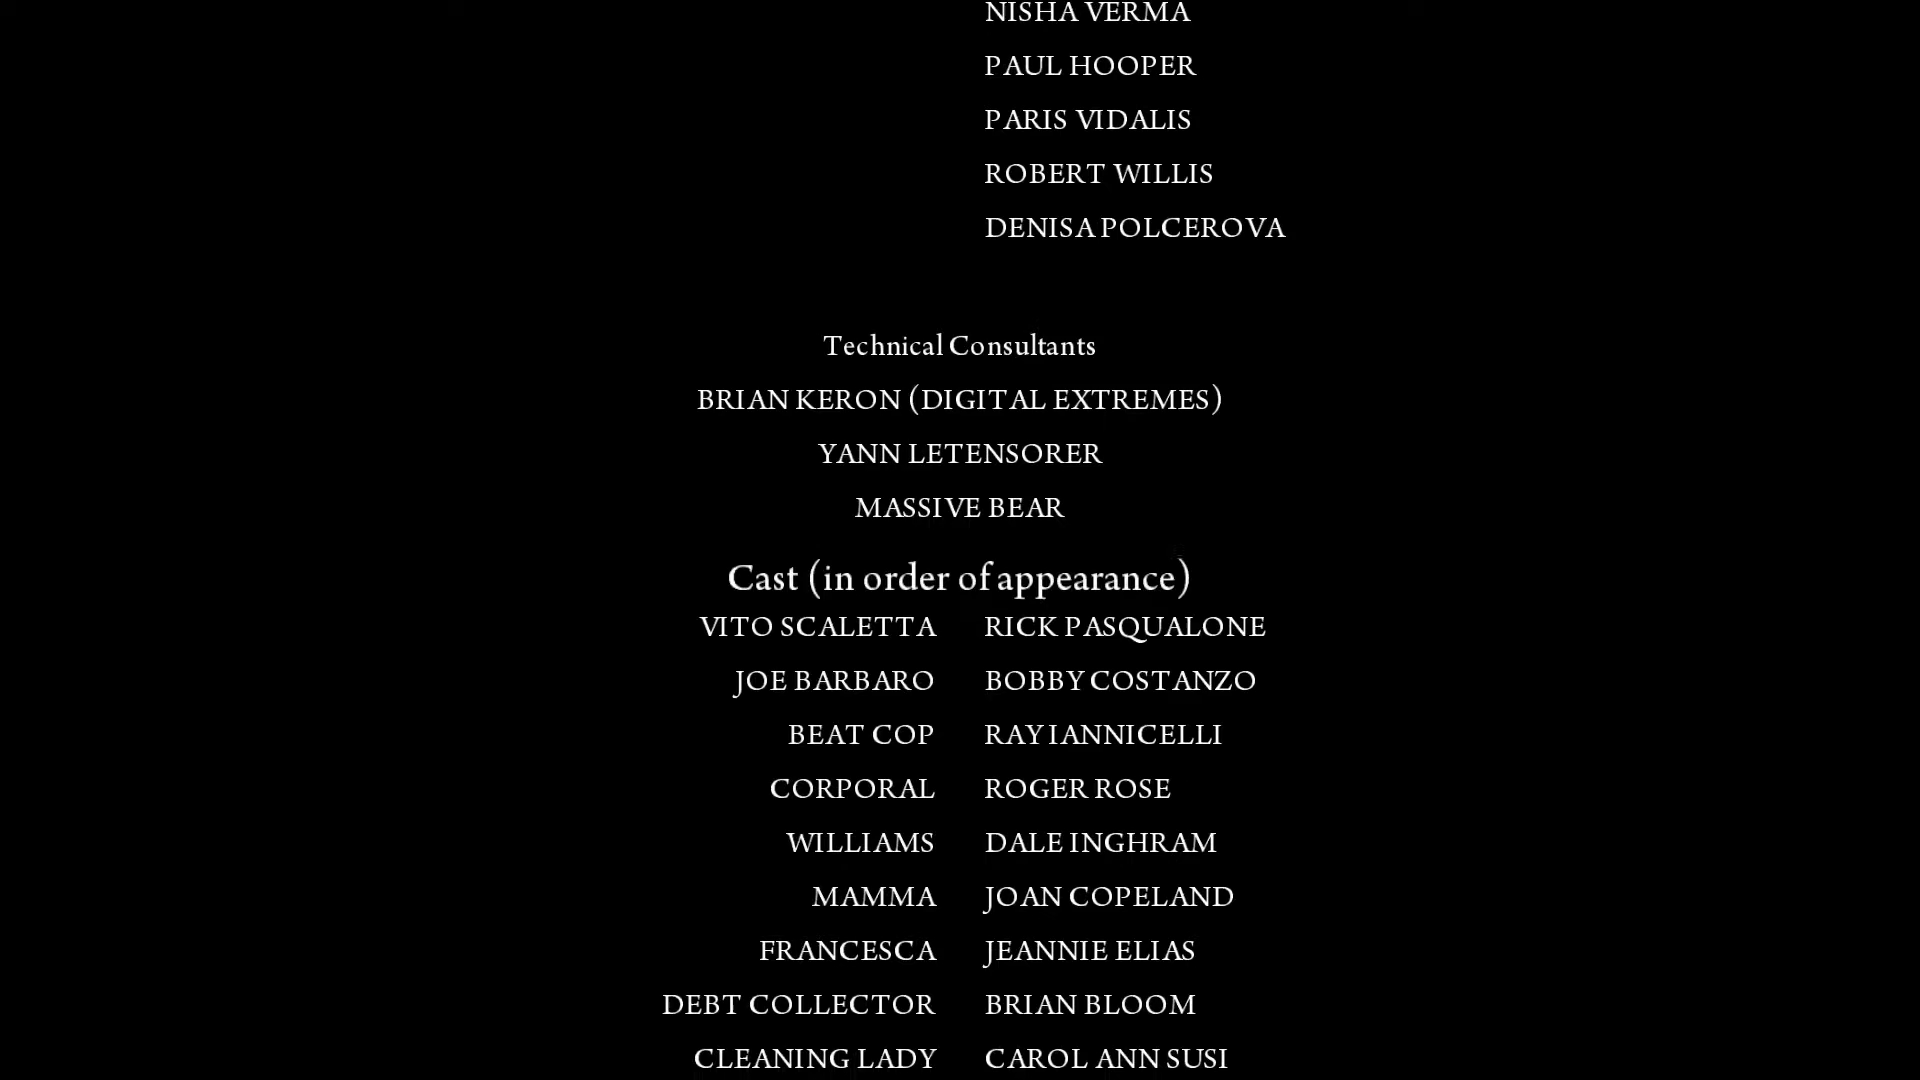 NISHA VERMA
PAUL HOOPER
PARIS VIDALIS
ROBERT WILLIS
DENISA POLCEROVA
Technical Consultants
BRIAN KERON (DIGITAL EXTREMES)
YANN LETENSORER
MASSIVE BEAR
Cast (in order of appearance)
VITO SCALETTA RICK PASQUALONE
JOE BARBARO BOBBY COSTANZO
BEAT COP RAY IANNICELLI
CORPORAL ROGER ROSE
WILLIAMS DALE INGHRAM
MAMMA JOAN COPELAND
FRANCESCA JEANNIE ELIAS
DEBT COLLECTOR BRIAN BLOOM
CLEANING LADY CAROL ANN SUSI